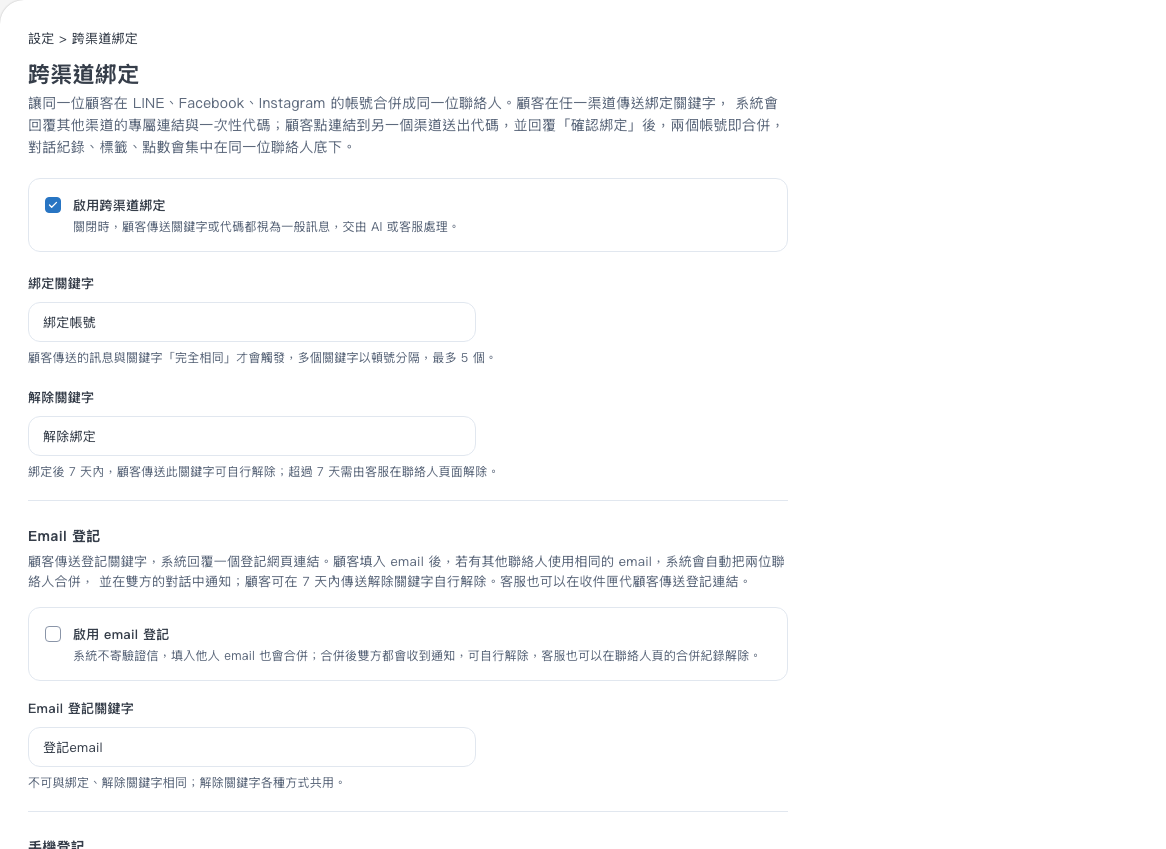 設定 > 跨渠道綁定
跨渠道綁定
讓同一位顧客在 LINE、Facebook、Instagram 的帳號合併成同一位聯絡人。顧客在任一渠道傳送綁定關鍵字， 系統會
回覆其他渠道的專屬連結與一次性代碼；顧客點連結到另一個渠道送出代碼，並回覆「確認綁定」後，兩個帳號即合併，
對話紀錄、標籤、點數會集中在同一位聯絡人底下。
啟用跨渠道綁定
關閉時，顧客傳送關鍵字或代碼都視為一般訊息，交由 AI 或客服處理。
綁定關鍵字
綁定帳號
顧客傳送的訊息與關鍵字「完全相同」才會觸發，多個關鍵字以頓號分隔，最多 5 個。
解除關鍵字
解除綁定
綁定後 7 天內，顧客傳送此關鍵字可自行解除；超過 7 天需由客服在聯絡人頁面解除。
Email 登記
顧客傳送登記關鍵字，系統回覆一個登記網頁連結。顧客填入 email 後，若有其他聯絡人使用相同的 email，系統會自動把兩位聯
絡人合併， 並在雙方的對話中通知；顧客可在 7 天內傳送解除關鍵字自行解除。客服也可以在收件匣代顧客傳送登記連結。
啟用 email 登記
系統不寄驗證信，填入他人 email 也會合併；合併後雙方都會收到通知，可自行解除，客服也可以在聯絡人頁的合併紀錄解除。
Email 登記關鍵字
登記email
不可與綁定、解除關鍵字相同；解除關鍵字各種方式共用。
手機登記